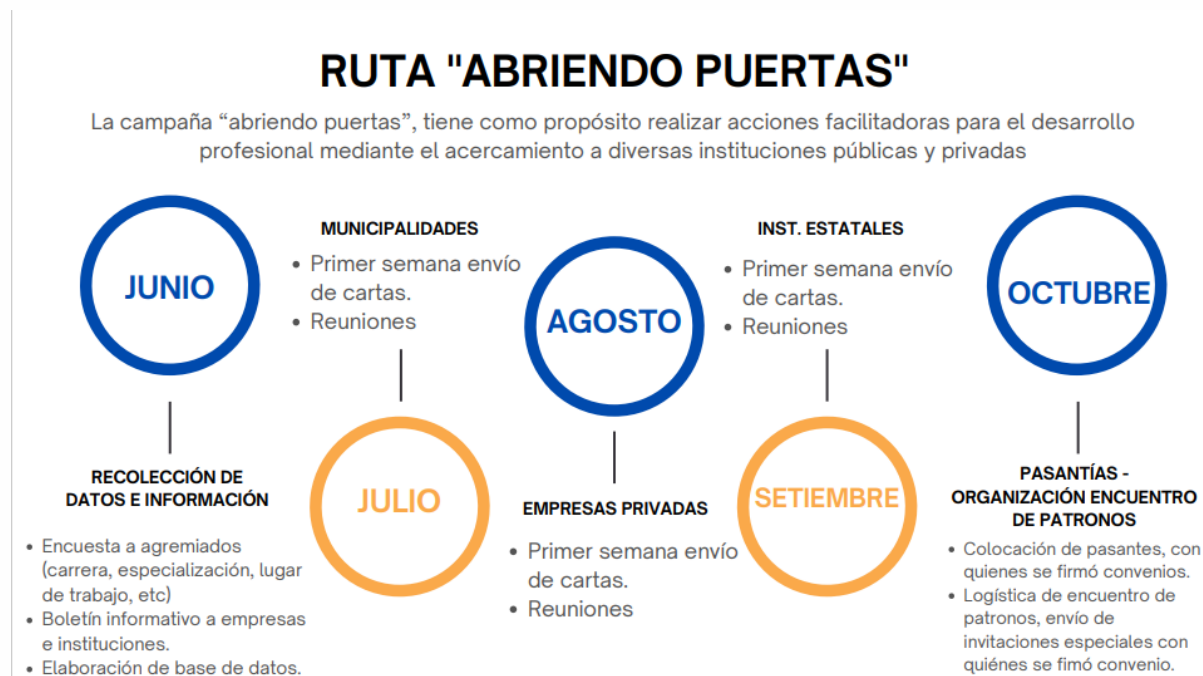 RUTA "ABRIENDO PUERTAS"
La campaña “abriendo puertas”, tiene como propósito realizar acciones facilitadoras para el desarrollo
profesional mediante el acercamiento a diversas instituciones públicas y privadas
JUNIO
RECOLECCIÓN DE
DATOS E INFORMACIÓN
• Encuesta a agremiados
(carrera, especialización, lugar
de trabajo, etc)
• Boletín informativo a empresas
e instituciones.
• Elaboración de base de datos.
MUNICIPALIDADES
• Primer semana envío
de cartas.
• Reuniones
JULIO
AGOSTO
EMPRESAS PRIVADAS
• Primer semana envío
de cartas.
• Reuniones
INST. ESTATALES
• Primer semana envío
de cartas.
• Reuniones
SETIEMBRE
OCTUBRE
PASANTÍAS -
ORGANIZACIÓN ENCUENTRO
DE PATRONOS
• Colocación de pasantes, con
quienes se firmó convenios.
• Logística de encuentro de
patronos, envío de
invitaciones especiales con
quiénes se fimó convenio.